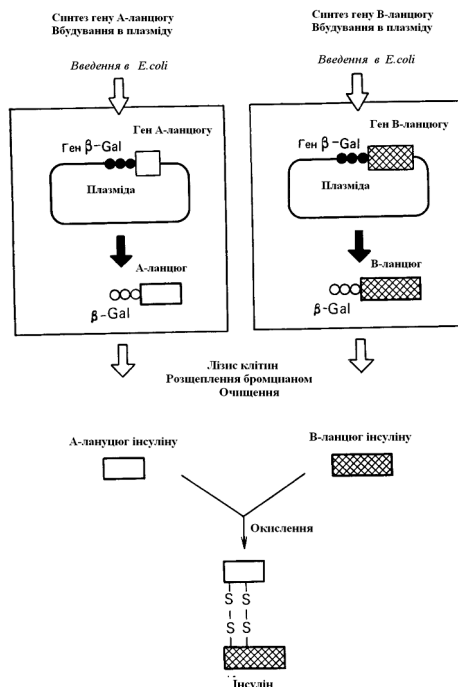 Синтез гену А-ланцюгу
Вбудування в плазміду
Введення в E.coli
Ген А-ланцюгу
Ген β-Gal
Плазміда
А-ланцюг
β-Gal
Синтез гену В-ланцюгу
Вбудування в плазміду
Введення в E.coli
Ген В-ланцюгу
Ген β-Gal
Плазміда
В-ланцюг
β-Gal
Лізис клітин
Розщеплення бромцианом
Очищення
А-лануцюг інсуліну
В-ланцюг інсуліну
Окислення
S S
S S
Інсулін